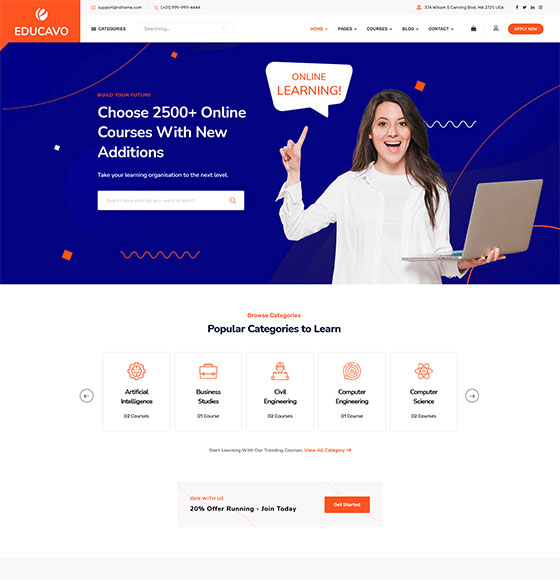 support@rstheme.com
(+01) 999-999-4444
374 William S Canning Blvd, MA 2721, USA
EDUCAVO
CATEGORIES
Searching...
HOME
PAGES
COURSES
BLOG
CONTACT
APPLY NOW
ONLINE
LEARNING!
BUILD YOUR FUTURE
Choose 2500+ Online
Courses With New
Additions
Take your learning organisation to the next level.
Search here what do you want to learn?
Browse Categories
Popular Categories to Learn
Artificial
Intelligence
02 Courses
Business
Studies
01 Course
Civil
Engineering
02 Courses
Computer
Engineering
01 Course
Computer
Science
02 Courses
Start Learning With Our Trending Courses. View All Category
JOIN WITH US
20% Offer Running - Join Today
Get Started